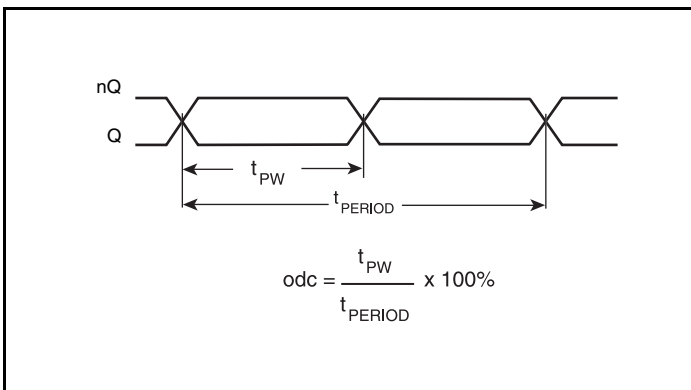 nQ
Q
tPW
tPERIOD
odc = tPW / tPERIOD x 100%